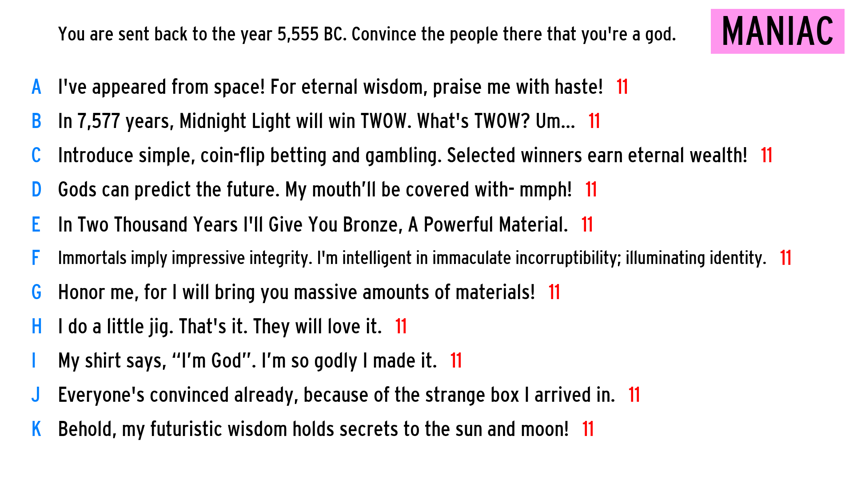 You are sent back to the year 5,555 BC. Convince the people there that you're a god.
MANIAC
A I've appeared from space! For eternal wisdom, praise me with haste! 11
B In 7,577 years, Midnight Light will win TWOW. What's TWOW? Um... 11
C Introduce simple, coin-flip betting and gambling. Selected winners earn eternal wealth! 11
D Gods can predict the future. My mouth’ll be covered with- mmph! 11
E In Two Thousand Years I'll Give You Bronze, A Powerful Material. 11
F Immortals imply impressive integrity. I'm intelligent in immaculate incorruptibility; illuminating identity. 11
G Honor me, for I will bring you massive amounts of materials! 11
H I do a little jig. That's it. They will love it. 11
I My shirt says, “I’m God”. I’m so godly I made it. 11
J Everyone's convinced already, because of the strange box I arrived in. 11
K Behold, my futuristic wisdom holds secrets to the sun and moon! 11